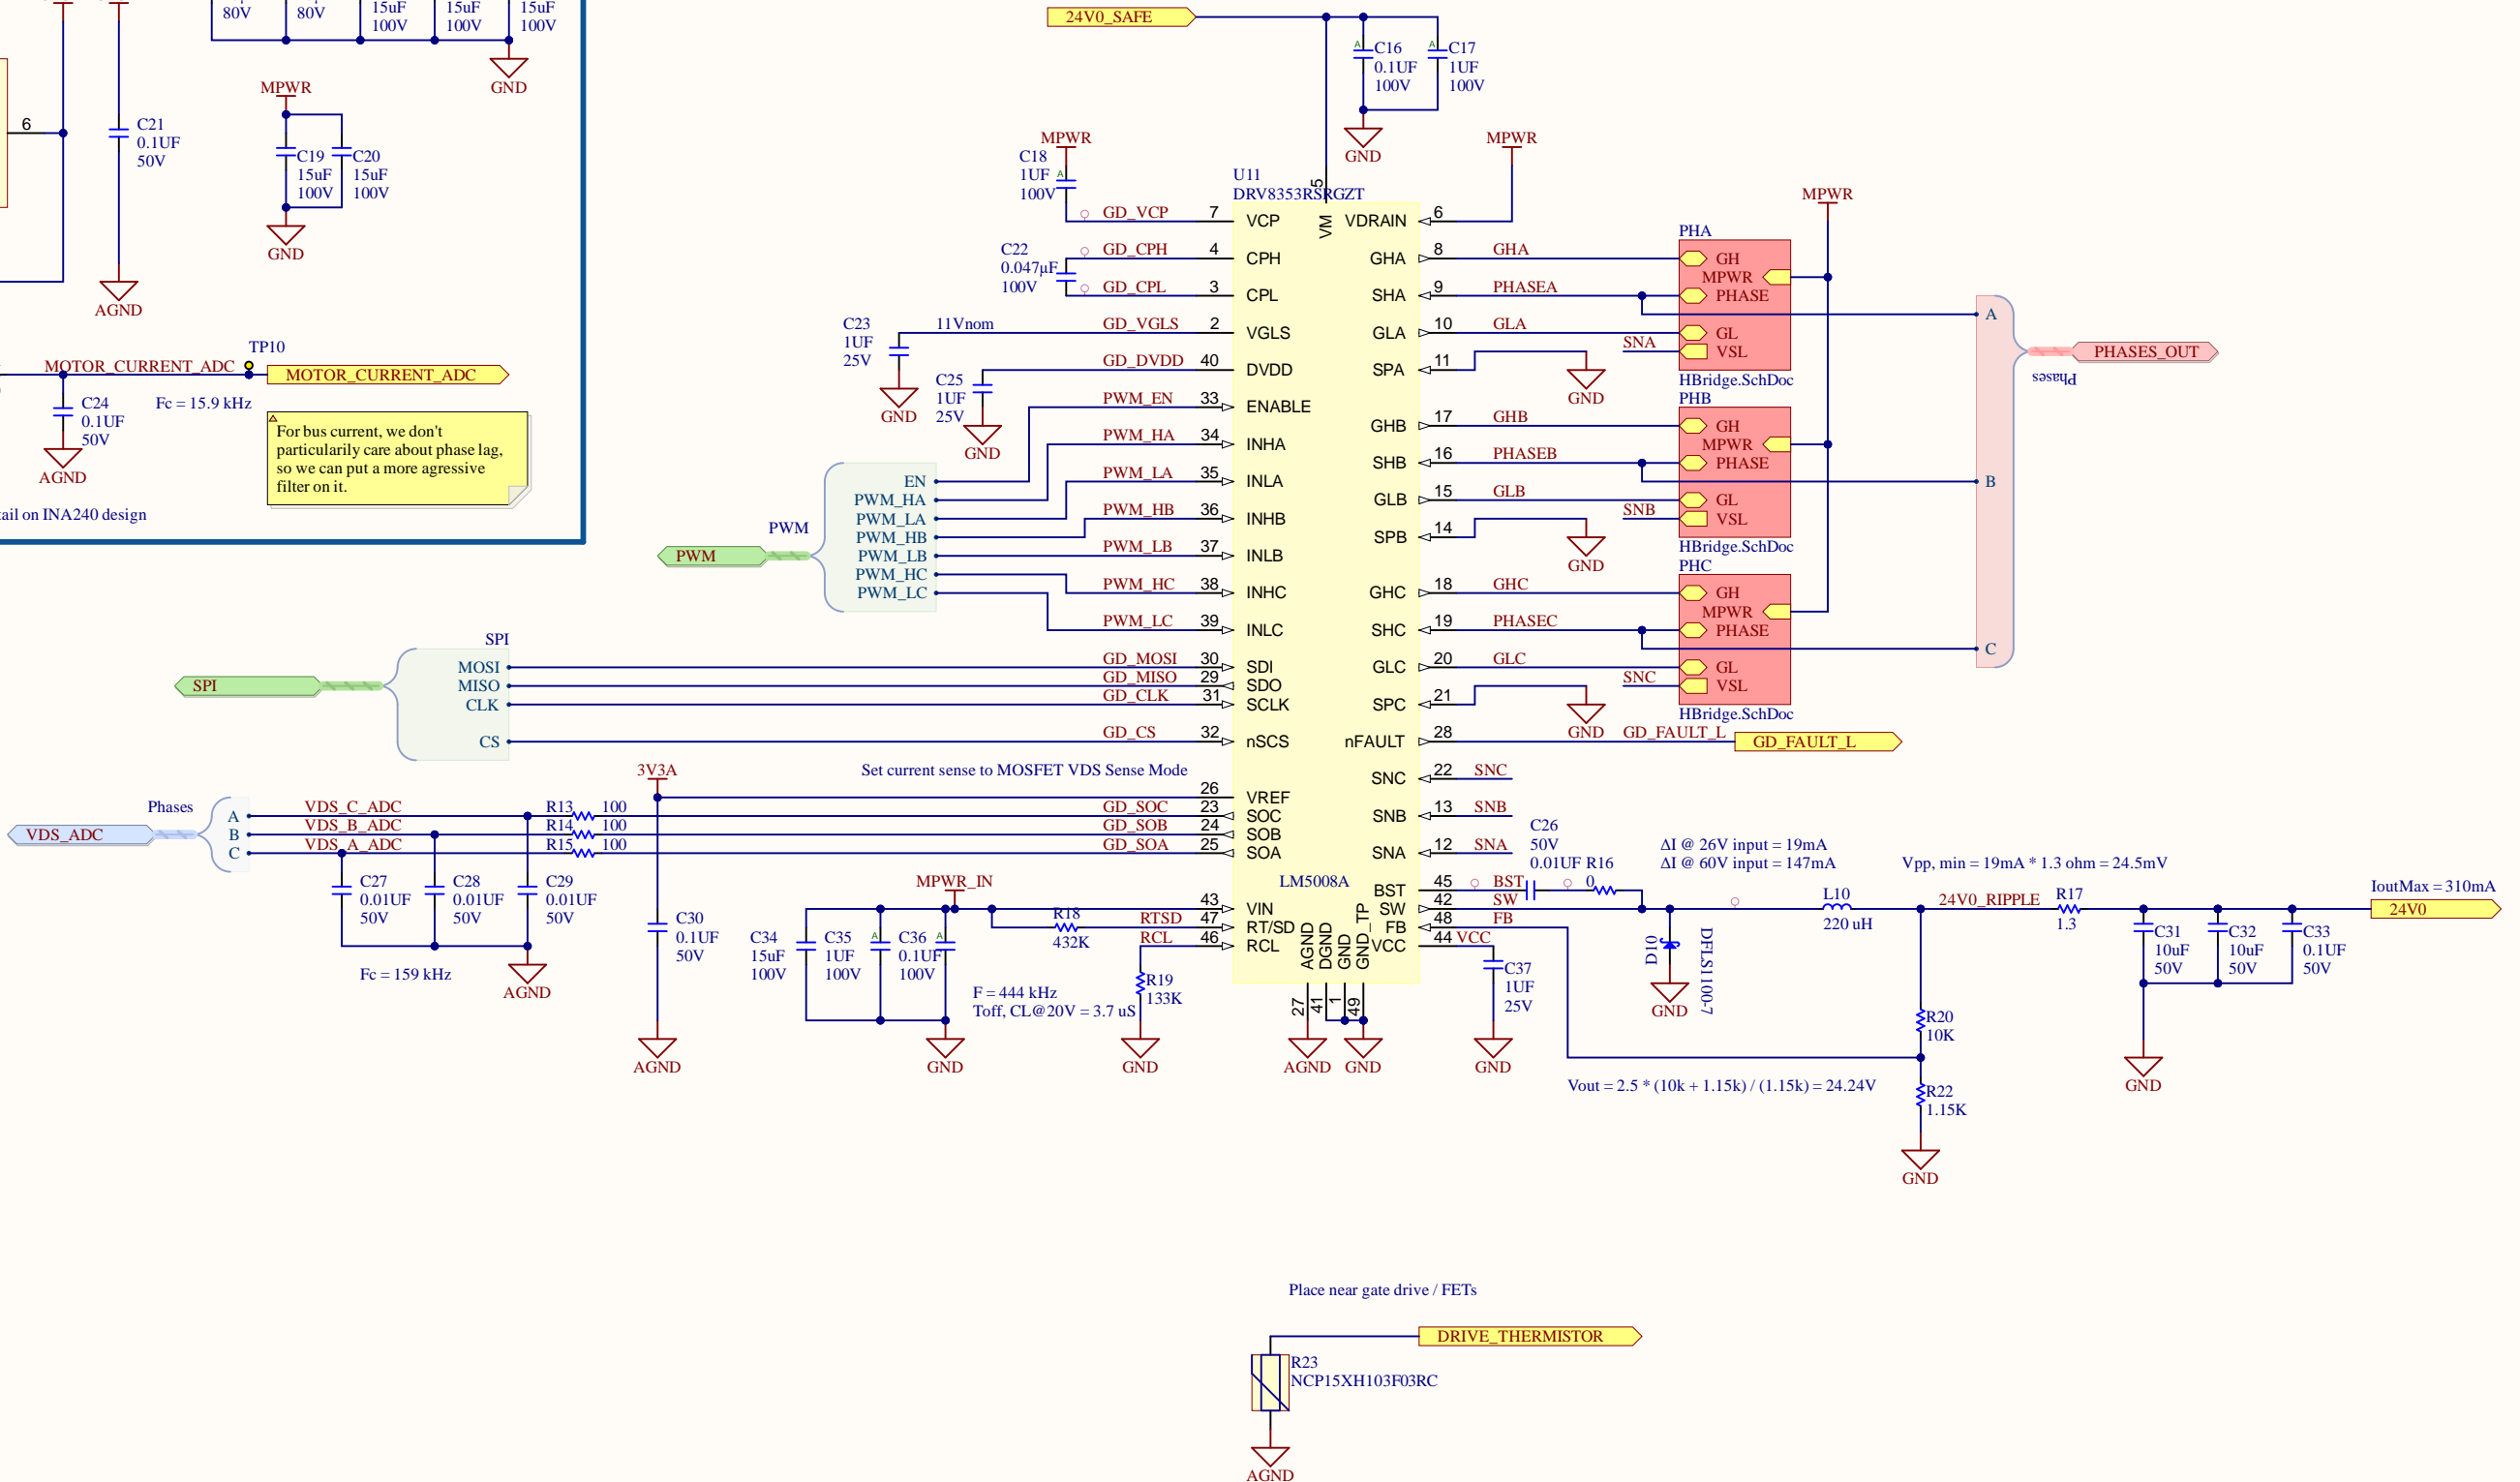 80V
80V
15uF
100V
15uF
100V
15uF
100V
GND
6
C21
0.1UF
50V
AGND
MPWR
C19
15uF
100V
C20
15uF
100V
GND
MOTOR_CURRENT_ADC
TP10
MOTOR_CURRENT_ADC
C24
0.1UF
50V
AGND
Fc = 15.9 kHz
For bus current, we don't
particularily care about phase lag,
so we can put a more agressive
filter on it.
tail on INA240 design
24V0_SAFE
C16
0.1UF
100V
C17
1UF
100V
GND
MPWR
C18
1UF
100V
U11
DRV8353RSRGZT
5
VM
MPWR
GD_VCP 7 VCP
VDRAIN 6
C22
0.047µF
100V
GD_CPH 4 CPH
GD_CPL 3 CPL
C23
1UF
25V
GND
11Vnom
GD_VGLS 2 VGLS
C25
1UF
25V
GND
GD_DVDD 40 DVDD
PWM_EN 33 ENABLE
PWM_HA 34 INHA
PWM_LA 35 INLA
PWM_HB 36 INHB
PWM_LB 37 INLB
PWM_HC 38 INHC
PWM_LC 39 INLC
PWM
PWM
EN
PWM_HA
PWM_LA
PWM_HB
PWM_LB
PWM_HC
PWM_LC
SPI
SPI
MOSI
MISO
CLK
CS
GD_MOSI 30 SDI
GD_MISO 29 SDO
GD_CLK 31 SCLK
GD_CS 32 nSCS
GHA 8 GHA
SHA 9 PHASEA
GLA 10 GLA
SPA 11
GND
SNA
PHA
GH
MPWR
PHASE
GL
VSL
HBridge.SchDoc
MPWR
GHB 17 GHB
SHB 16 PHASEB
GLB 15 GLB
SPB 14
GND
SNB
PHB
GH
MPWR
PHASE
GL
VSL
HBridge.SchDoc
GHC 18 GHC
SHC 19 PHASEC
GLC 20 GLC
SPC 21
GND
SNC
PHC
GH
MPWR
PHASE
GL
VSL
HBridge.SchDoc
A
B
C
Phases
PHASES_OUT
nFAULT 28 GD_FAULT_L
GD_FAULT_L
SNC 22 SNC
SNB 13 SNB
SNA 12 SNA
Set current sense to MOSFET VDS Sense Mode
3V3A
26 VREF
GD_SOC 23 SOC
GD_SOB 24 SOB
GD_SOA 25 SOA
VDS_ADC
Phases
A
B
C
VDS_C_ADC R13 100
VDS_B_ADC R14 100
VDS_A_ADC R15 100
C27
0.01UF
50V
C28
0.01UF
50V
C29
0.01UF
50V
Fc = 159 kHz
AGND
C30
0.1UF
50V
AGND
MPWR_IN
C34
15uF
100V
C35
1UF
100V
C36
0.1UF
100V
GND
R18
432K
F = 444 kHz
Toff, CL@20V = 3.7 uS
43 VIN
RTSD 47 RT/SD
RCL 46 RCL
R19
133K
GND
LM5008A
AGND
DGND
GND
GND_TP
27
41
1
49
AGND
GND
BST 45 BST
SW 42 SW
FB 48 FB
VCC 44 VCC
C26
50V
0.01UF
R16
0
C37
1UF
25V
GND
D10
DFLS1100-7
GND
ΔI @ 26V input = 19mA
ΔI @ 60V input = 147mA
L10
220 uH
Vpp, min = 19mA * 1.3 ohm = 24.5mV
24V0_RIPPLE
R17
1.3
IoutMax = 310mA
24V0
C31
10uF
50V
C32
10uF
50V
C33
0.1UF
50V
GND
R20
10K
Vout = 2.5 * (10k + 1.15k) / (1.15k) = 24.24V
R22
1.15K
GND
Place near gate drive / FETs
DRIVE_THERMISTOR
R23
NCP15XH103F03RC
AGND